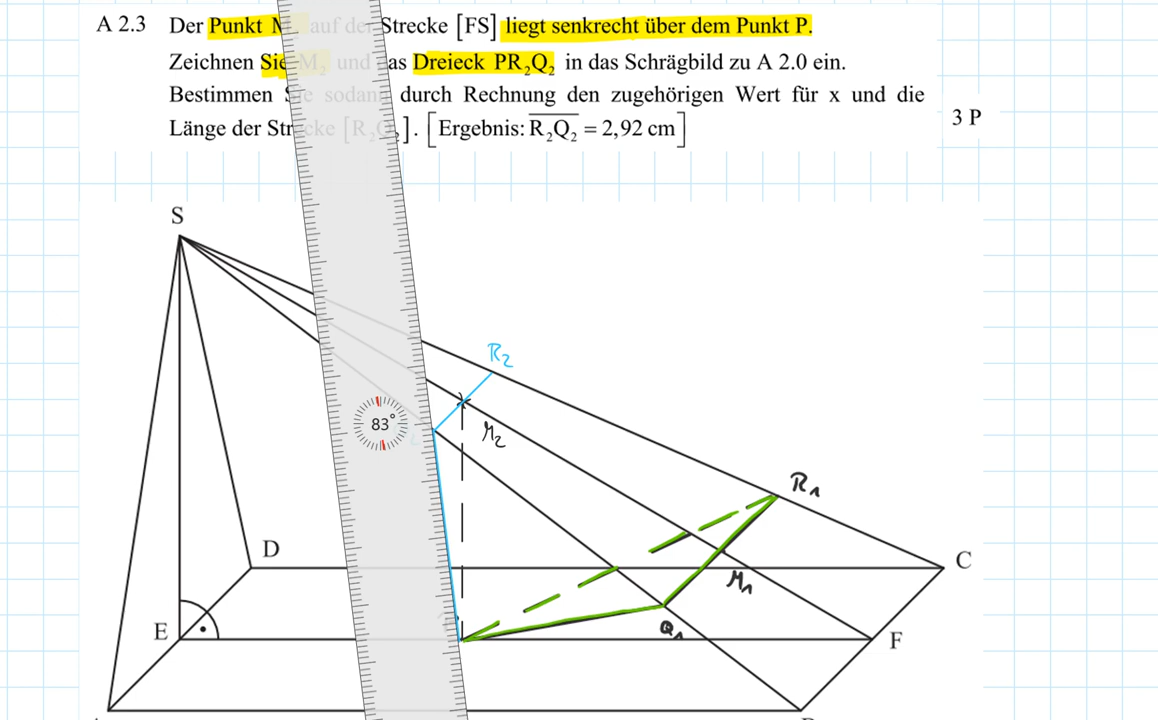 A 2.3 Der Punkt M₂ auf der Strecke [FS] liegt senkrecht über dem Punkt P.
Zeichnen Sie M₂ und das Dreieck PR₂Q₂ in das Schrägbild zu A 2.0 ein.
Bestimmen Sie sodann durch Rechnung den zugehörigen Wert für x und die
Länge der Strecke [R₂Q₂]. [Ergebnis: R₂Q₂ = 2,92 cm]
3 P
S
R₂
83°
M₂
R₁
D
C
M₁
E
Q₁
F